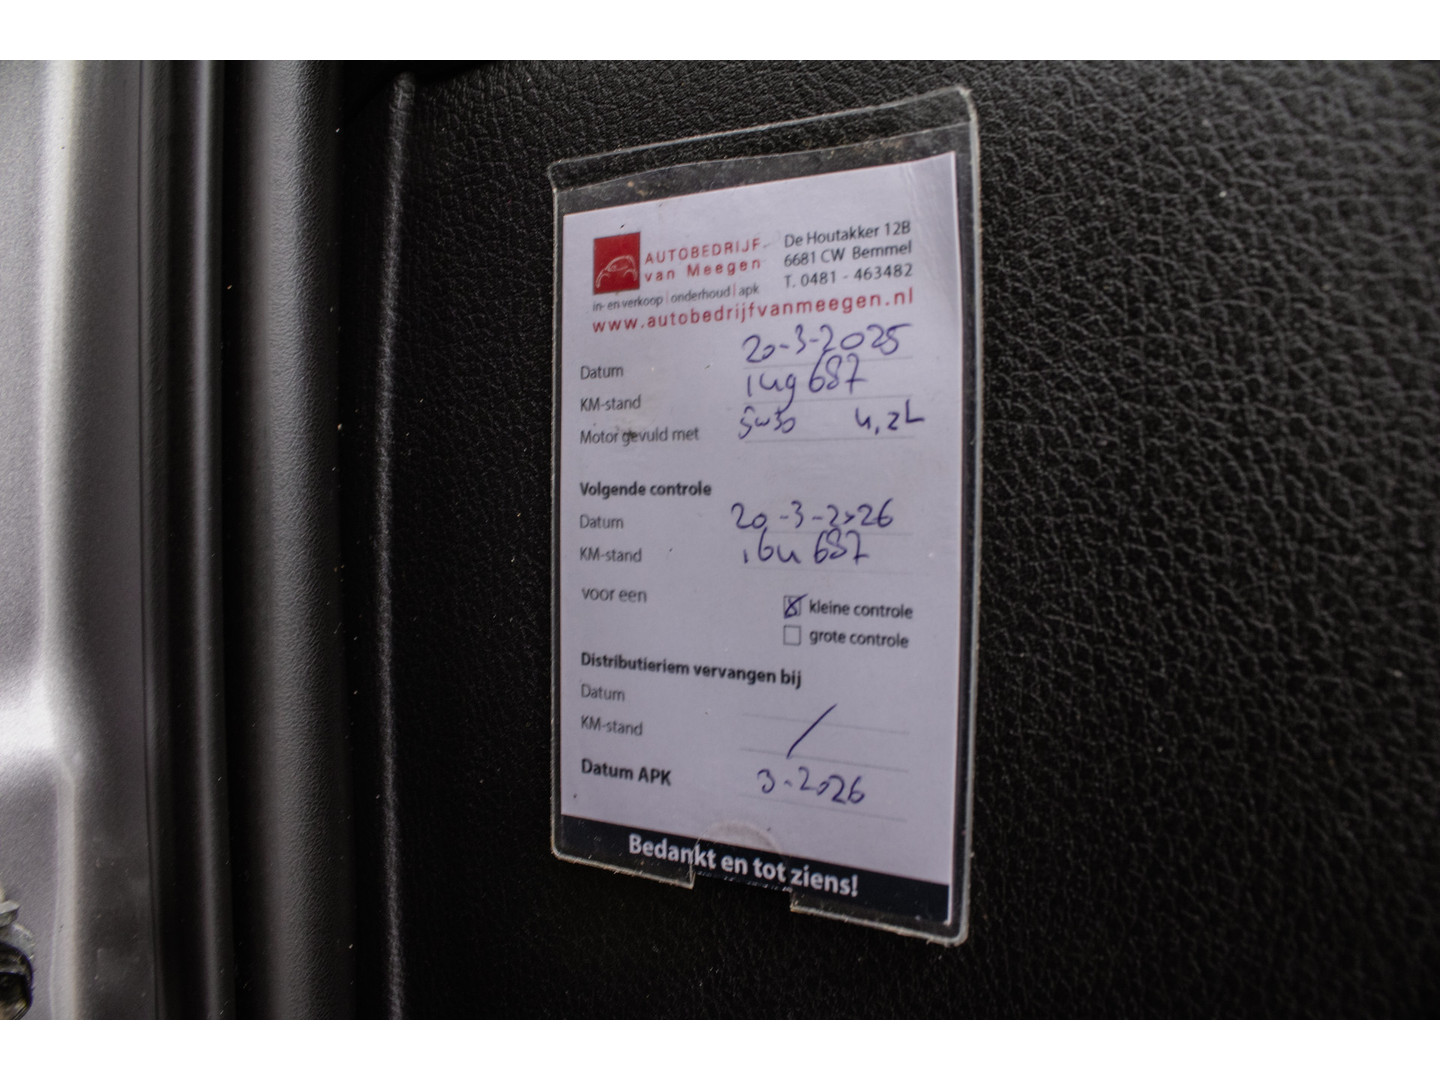 AUTOBEDRIJF
van Meegen
in- en verkoop | onderhoud | apk
De Houtakker 12B
6681 CW Bemmel
T. 0481 - 463482
www.autobedrijfvanmeegen.nl
Datum 20-3-2025
KM-stand 149687
Motor gevuld met 5w30 4,2L
Volgende controle
Datum 20-3-2026
KM-stand 164687
voor een
kleine controle
grote controle
Distributieriem vervangen bij
Datum
KM-stand /
Datum APK 3-2026
Bedankt en tot ziens!